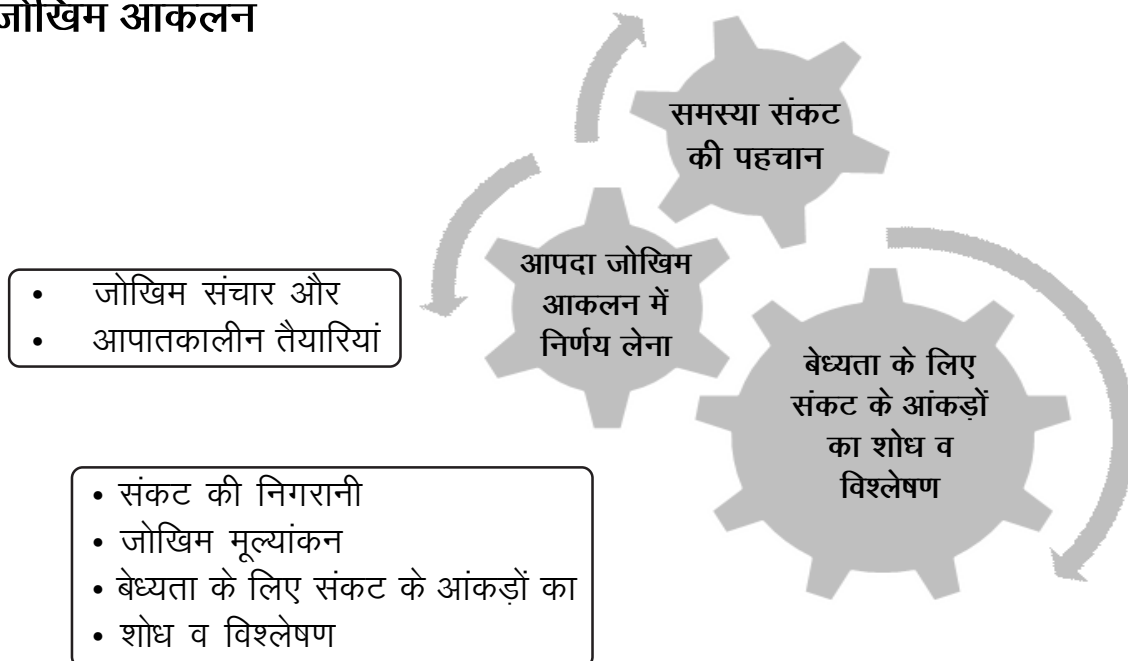 जोखिम आकलन
समस्या संकट
की पहचान
आपदा जोखिम
आकलन में
निर्णय लेना
• जोखिम संचार और
• आपातकालीन तैयारियां
बेध्यता के लिए
संकट के आंकड़ों
का शोध व
विश्लेषण
• संकट की निगरानी
• जोखिम मूल्यांकन
• बेध्यता के लिए संकट के आंकड़ों का
• शोध व विश्लेषण